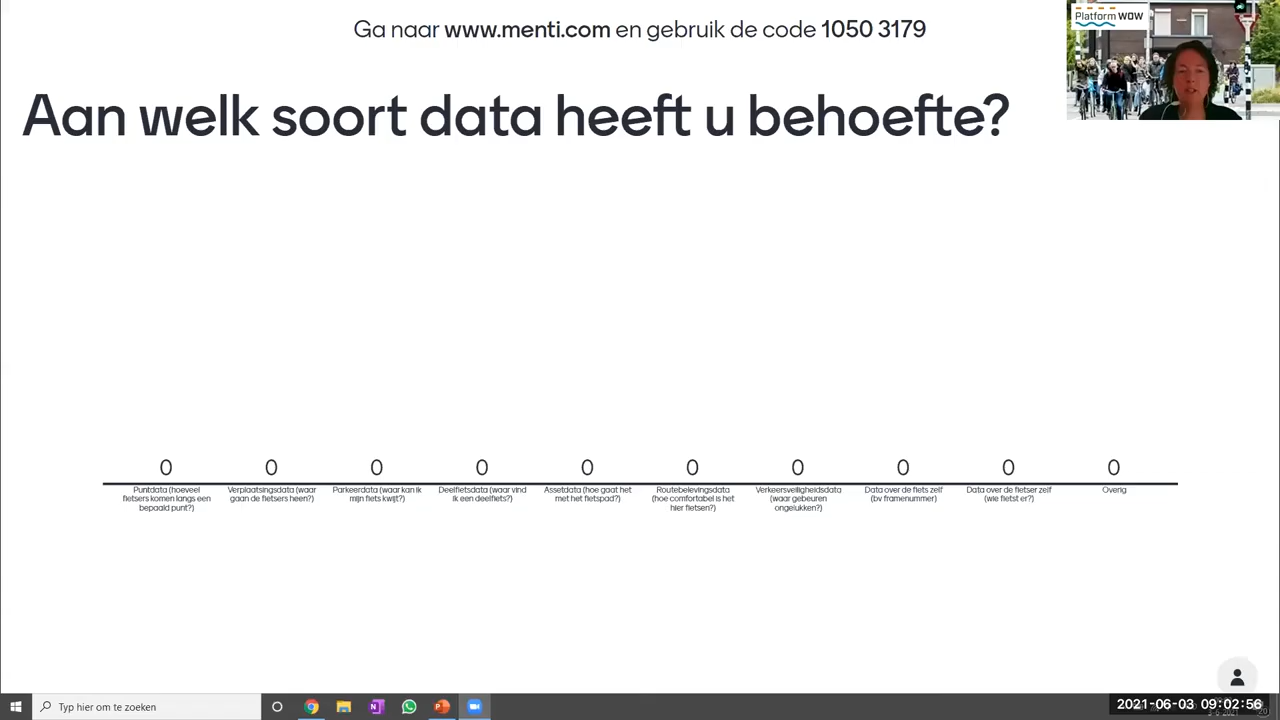 Ga naar www.menti.com en gebruik de code 1050 3179
Platform WOW
Aan welk soort data heeft u behoefte?
0 0 0 0 0 0 0 0 0 0
Puntdata (hoeveel
fietsers komen langs een
bepaald punt?)
Verplaatsingsdata (waar
gaan de fietsers heen?)
Parkeerdata (waar kan ik
mijn fiets kwijt?)
Deelfietsdata (waar vind
ik een deelfiets?)
Assetdata (hoe gaat het
met het fietspad?)
Routebelevingsdata
(hoe comfortabel is het
hier fietsen?)
Verkeersveiligheidsdata
(waar gebeuren
ongelukken?)
Data over de fiets zelf
(bv framenummer)
Data over de fietser zelf
(wie fietst er?)
Overig
Typ hier om te zoeken
2021-06-03 09:02:56